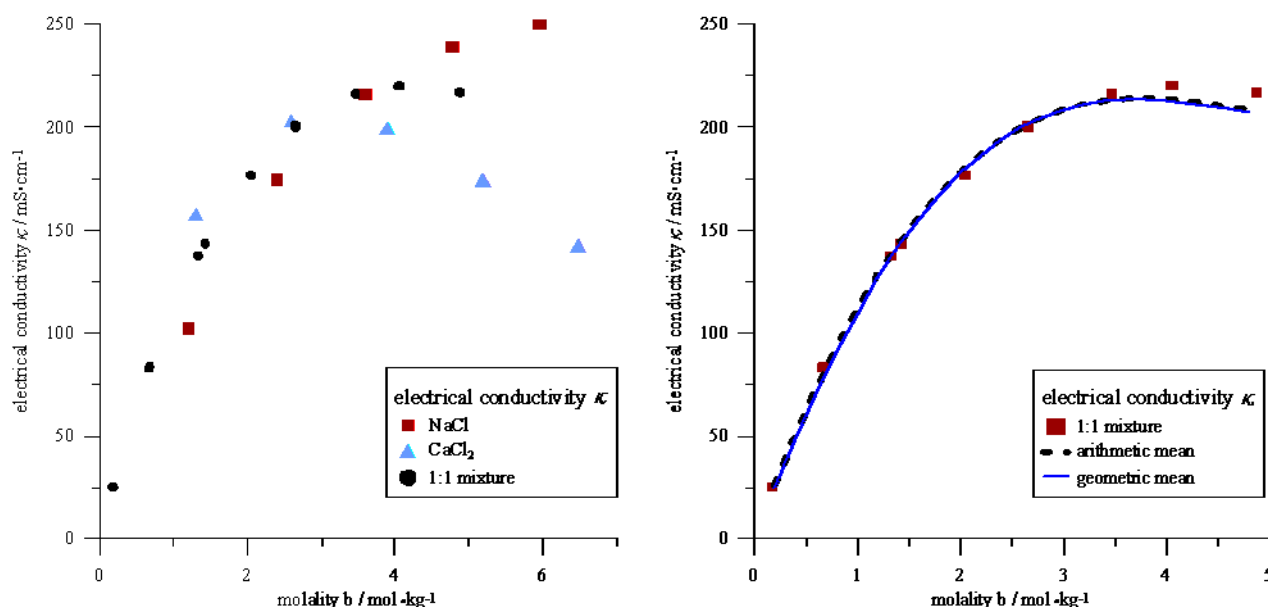 250
200
150
100
50
0
electrical conductivity κ / mS·cm⁻¹
0
2
4
6
molality b / mol·kg⁻¹
electrical conductivity κ
NaCl
CaCl₂
1:1 mixture
250
200
150
100
50
0
electrical conductivity κ / mS·cm⁻¹
0
1
2
3
4
5
molality b / mol·kg⁻¹
electrical conductivity κ
1:1 mixture
arithmetic mean
geometric mean